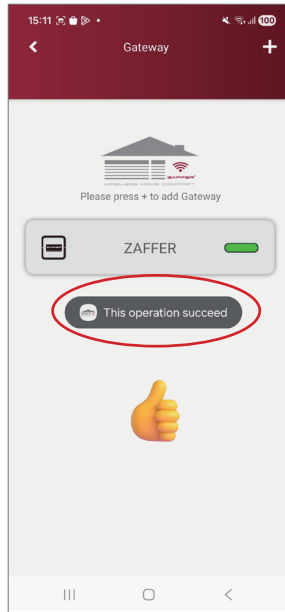 15:11
100
Gateway
ZAFFER
WIRELESS HOME COMFORT
Please press + to add Gateway
ZAFFER
This operation succeed